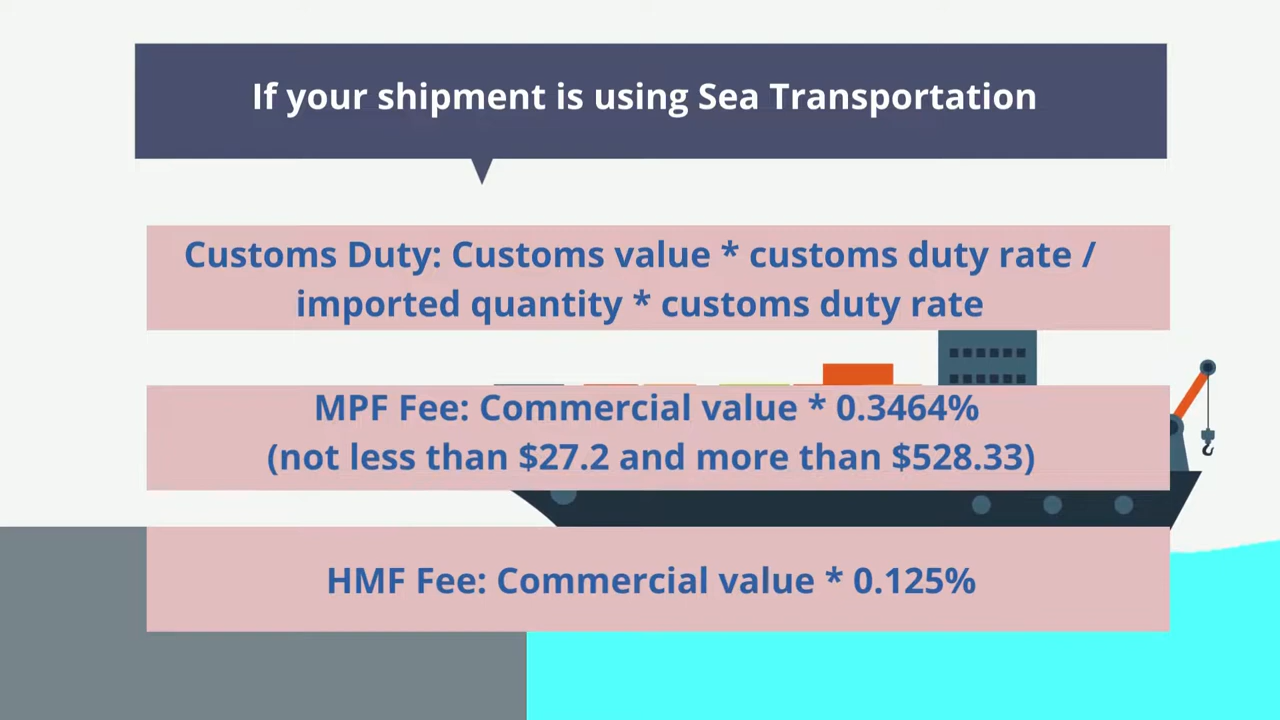 If your shipment is using Sea Transportation
Customs Duty: Customs value * customs duty rate /
imported quantity * customs duty rate
MPF Fee: Commercial value * 0.3464%
(not less than $27.2 and more than $528.33)
HMF Fee: Commercial value * 0.125%